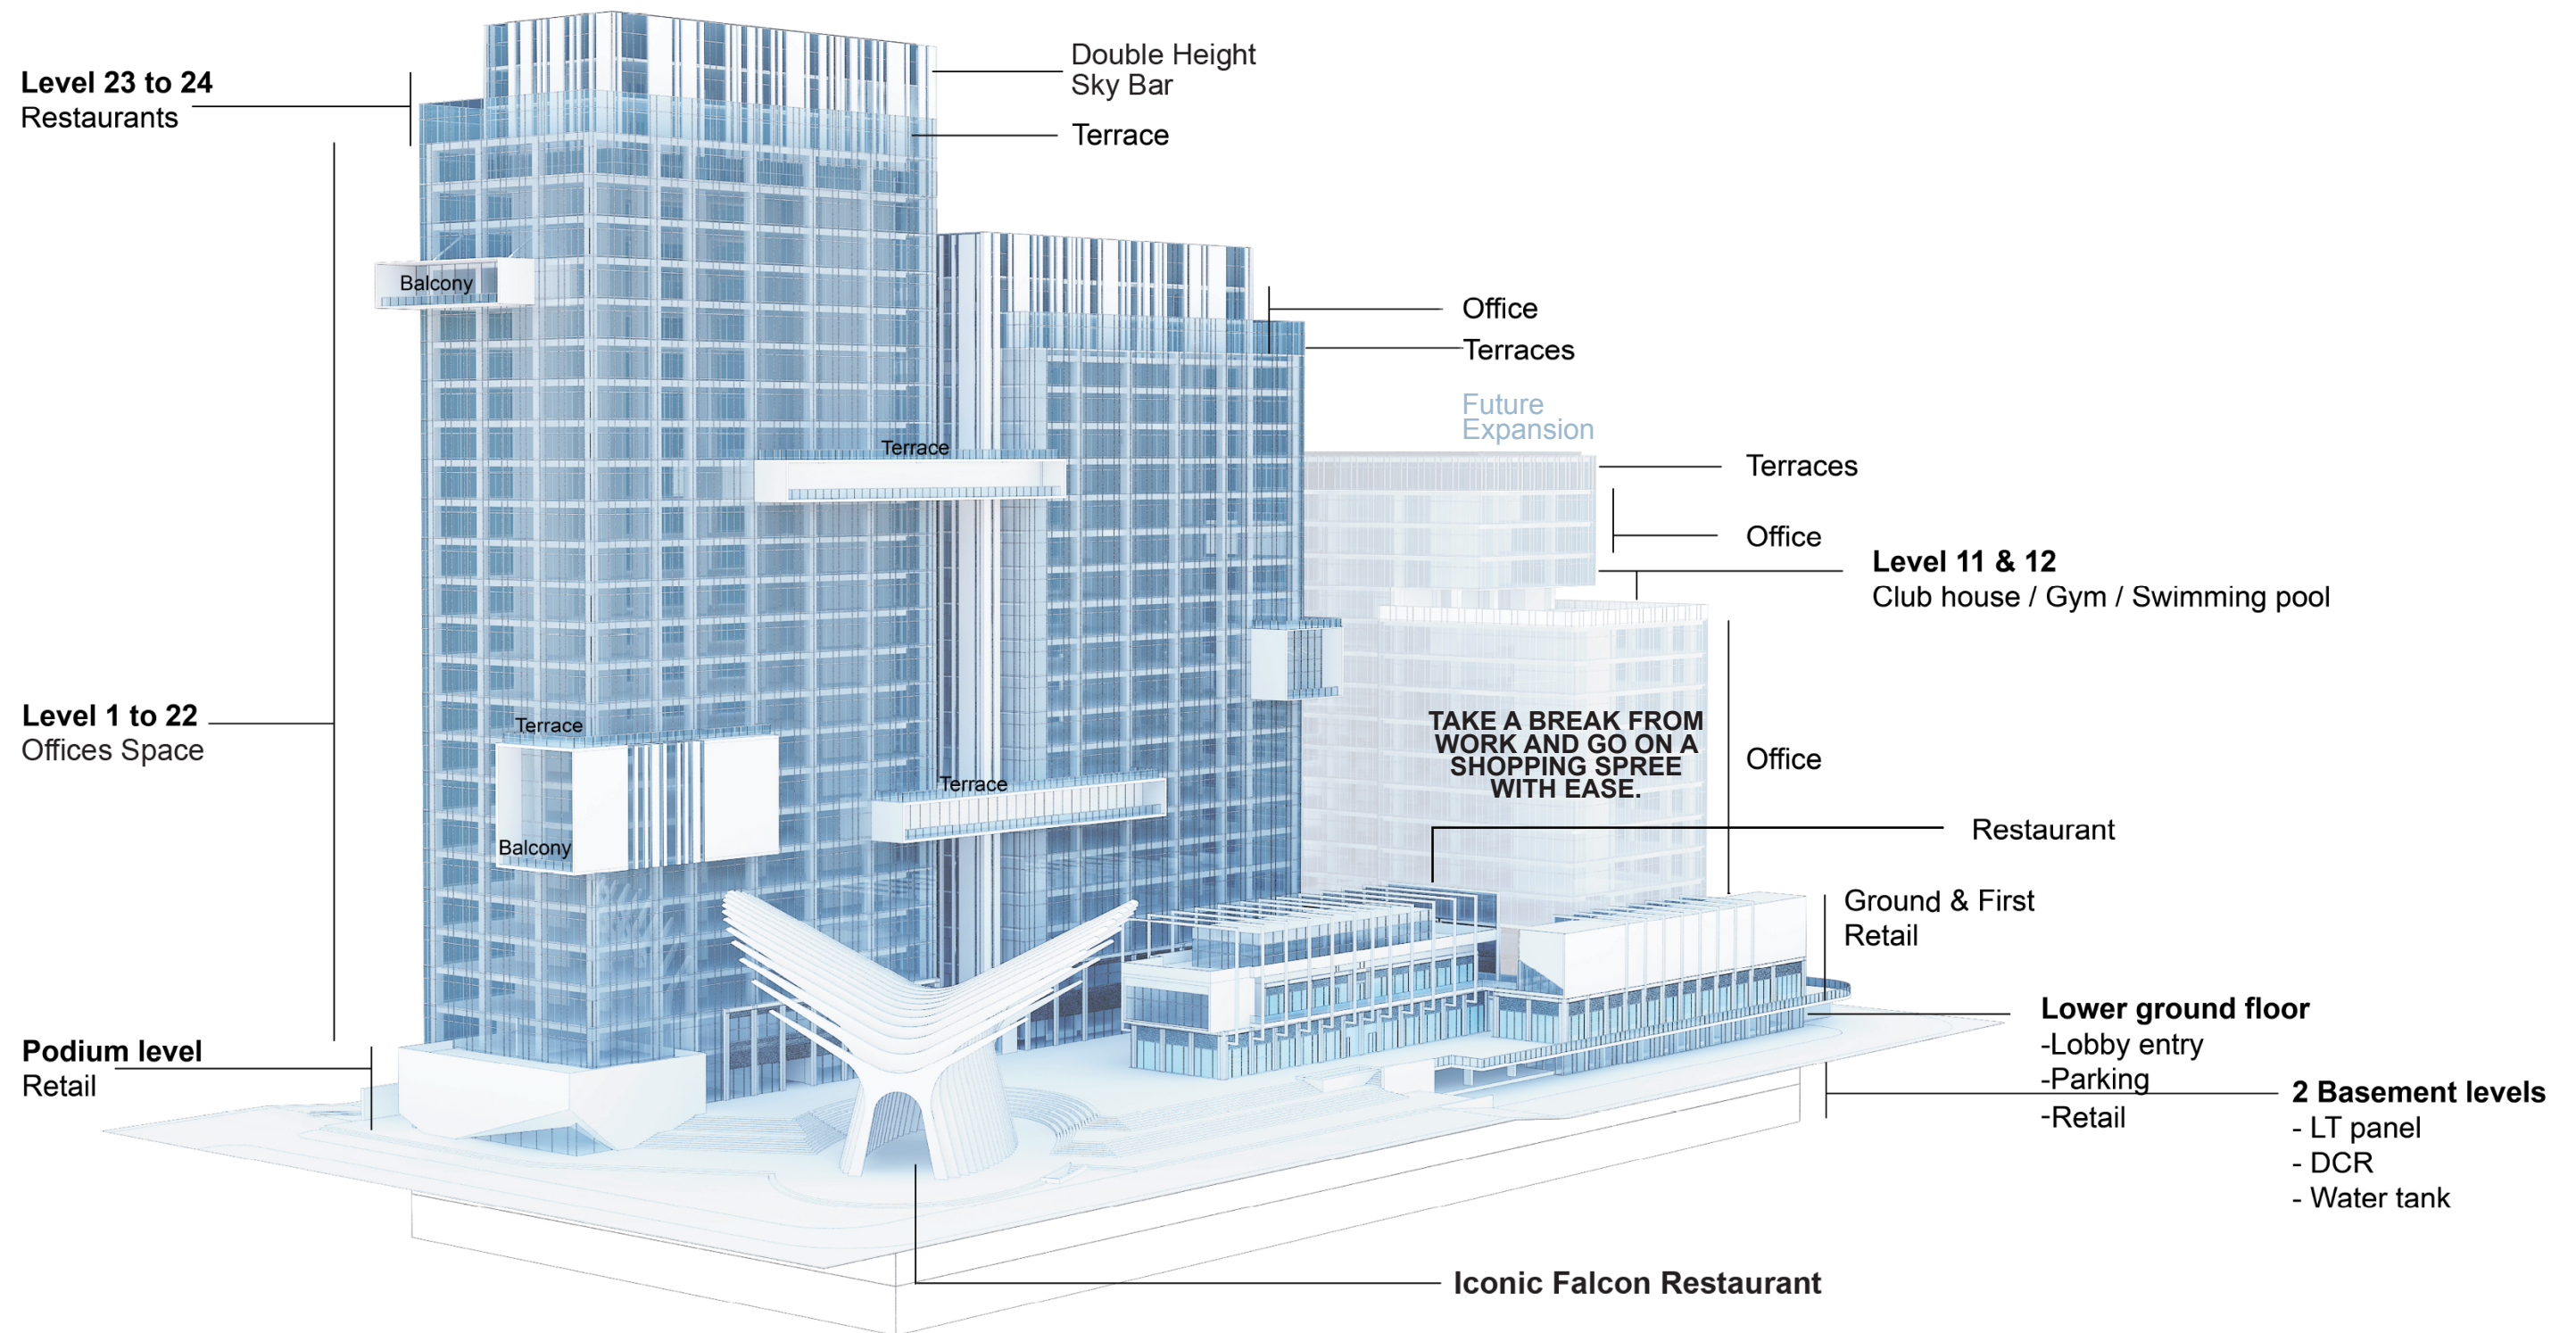 Double Height
Sky Bar
Level 23 to 24
Restaurants
Terrace
Balcony
Office
Terraces
Future
Expansion
Terrace
Terraces
Office
Level 11 & 12
Club house / Gym / Swimming pool
Level 1 to 22
Offices Space
Terrace
TAKE A BREAK FROM
WORK AND GO ON A
SHOPPING SPREE
WITH EASE.
Office
Terrace
Balcony
Restaurant
Ground & First
Retail
Podium level
Retail
Lower ground floor
-Lobby entry
-Parking
-Retail
2 Basement levels
- LT panel
- DCR
- Water tank
Iconic Falcon Restaurant